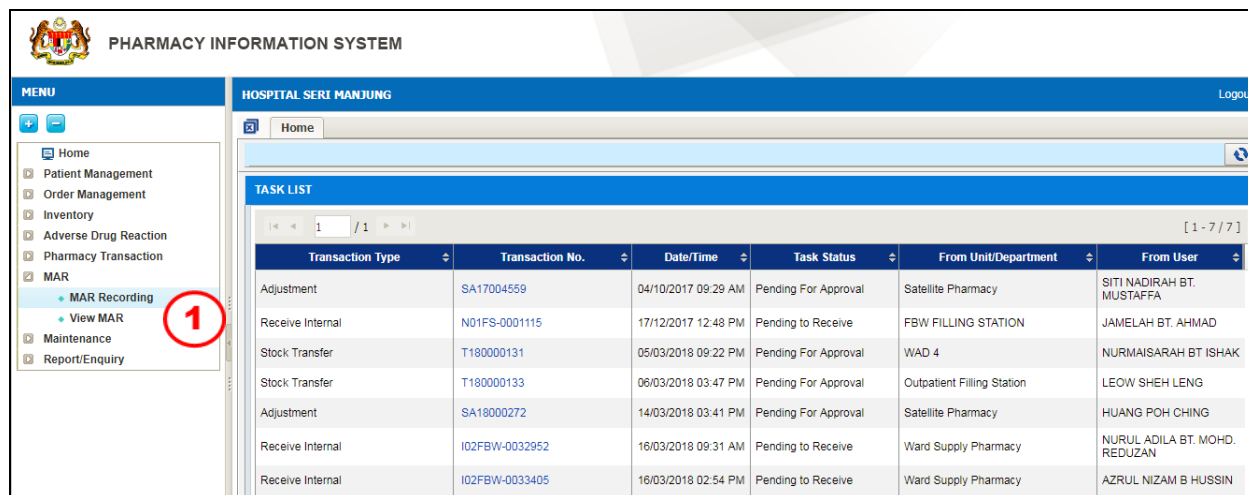 PHARMACY INFORMATION SYSTEM
MENU
HOSPITAL SERI MANJUNG
Logou
Home
Home
Patient Management
Order Management
Inventory
Adverse Drug Reaction
Pharmacy Transaction
MAR
MAR Recording
View MAR
Maintenance
Report/Enquiry
1
TASK LIST
1 / 1 [ 1 - 7 / 7 ]
Transaction Type Transaction No. Date/Time Task Status From Unit/Department From User
Adjustment SA17004559 04/10/2017 09:29 AM Pending For Approval Satellite Pharmacy SITI NADIRAH BT.
MUSTAFFA
Receive Internal N01FS-0001115 17/12/2017 12:48 PM Pending to Receive FBW FILLING STATION JAMELAH BT. AHMAD
Stock Transfer T180000131 05/03/2018 09:22 PM Pending For Approval WAD 4 NURMAISARAH BT ISHAK
Stock Transfer T180000133 06/03/2018 03:47 PM Pending For Approval Outpatient Filling Station LEOW SHEH LENG
Adjustment SA18000272 14/03/2018 03:41 PM Pending For Approval Satellite Pharmacy HUANG POH CHING
Receive Internal I02FBW-0032952 16/03/2018 09:31 AM Pending to Receive Ward Supply Pharmacy NURUL ADILA BT. MOHD.
REDUZAN
Receive Internal I02FBW-0033405 16/03/2018 02:54 PM Pending to Receive Ward Supply Pharmacy AZRUL NIZAM B HUSSIN